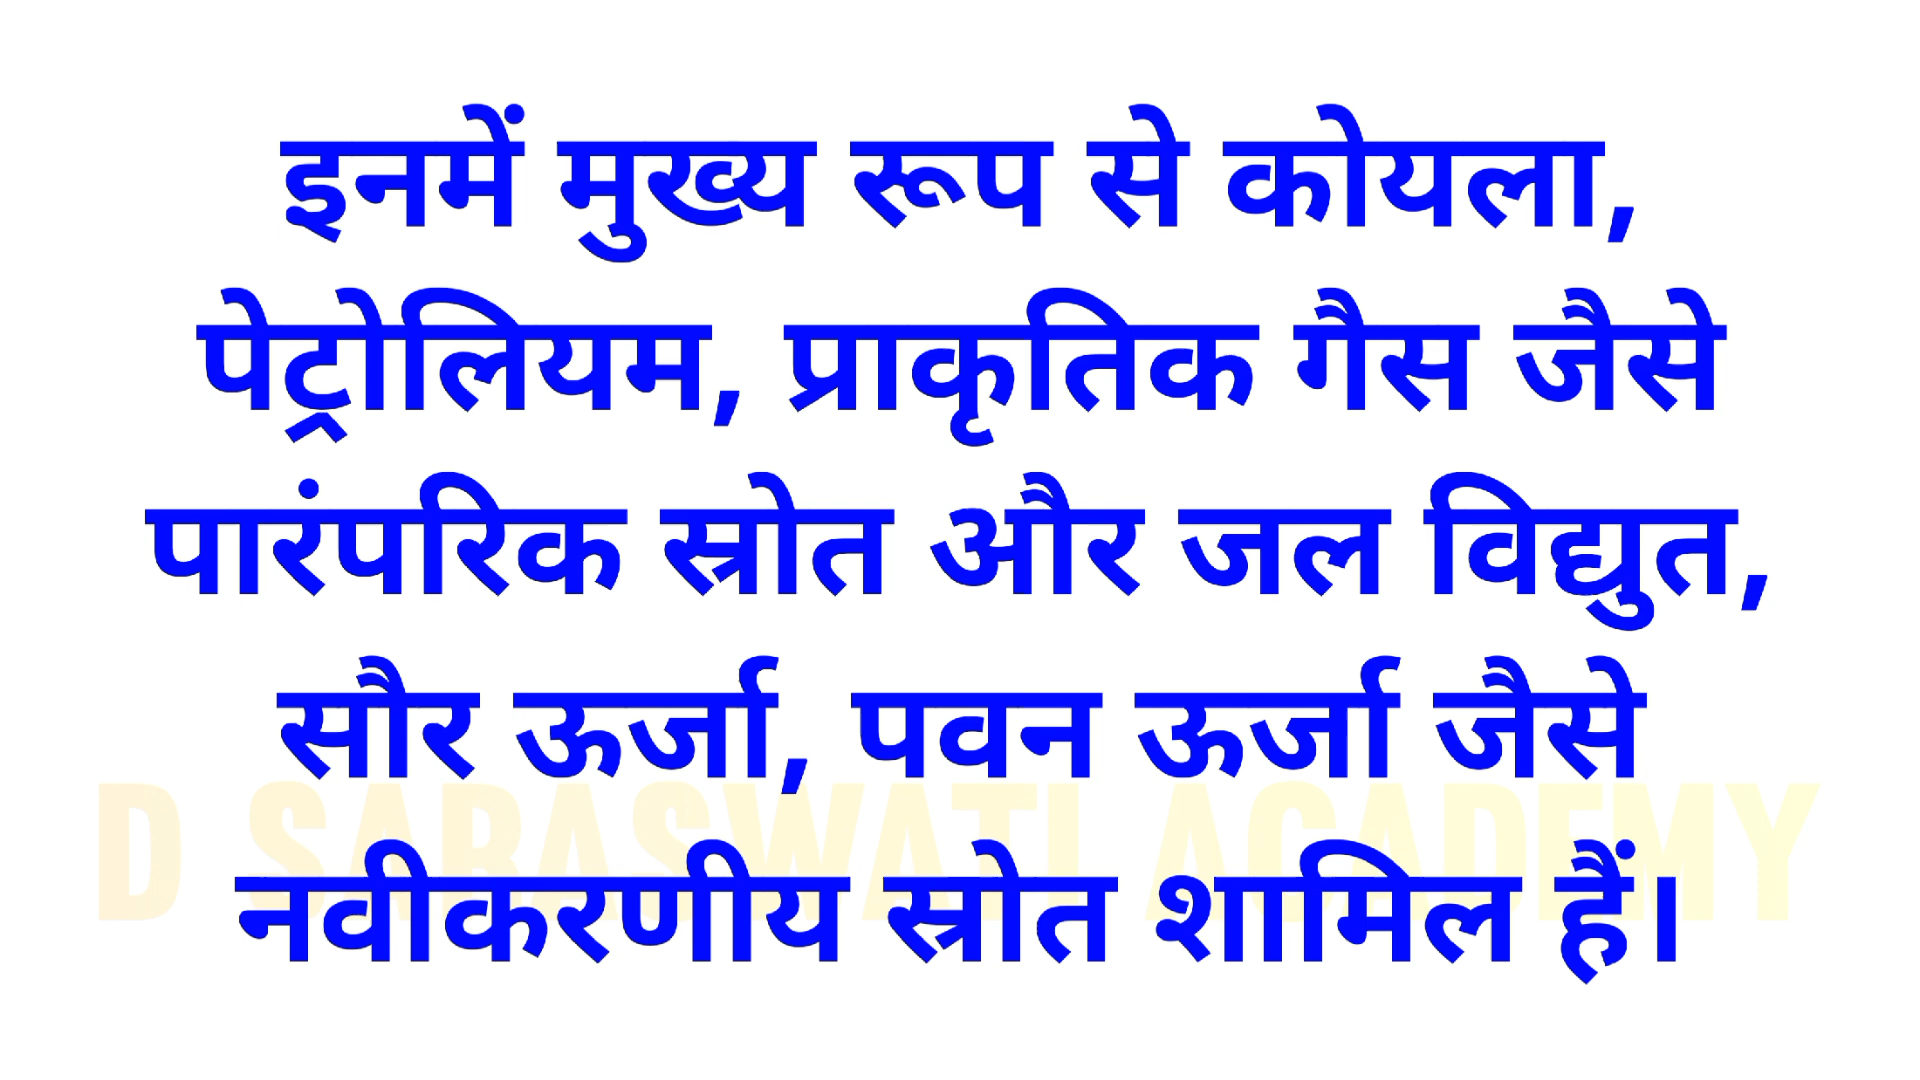 इनमें मुख्य रूप से कोयला,
पेट्रोलियम, प्राकृतिक गैस जैसे
पारंपरिक स्रोत और जल विद्युत,
सौर ऊर्जा, पवन ऊर्जा जैसे
D SARASWATI ACADEMY
नवीकरणीय स्रोत शामिल हैं।